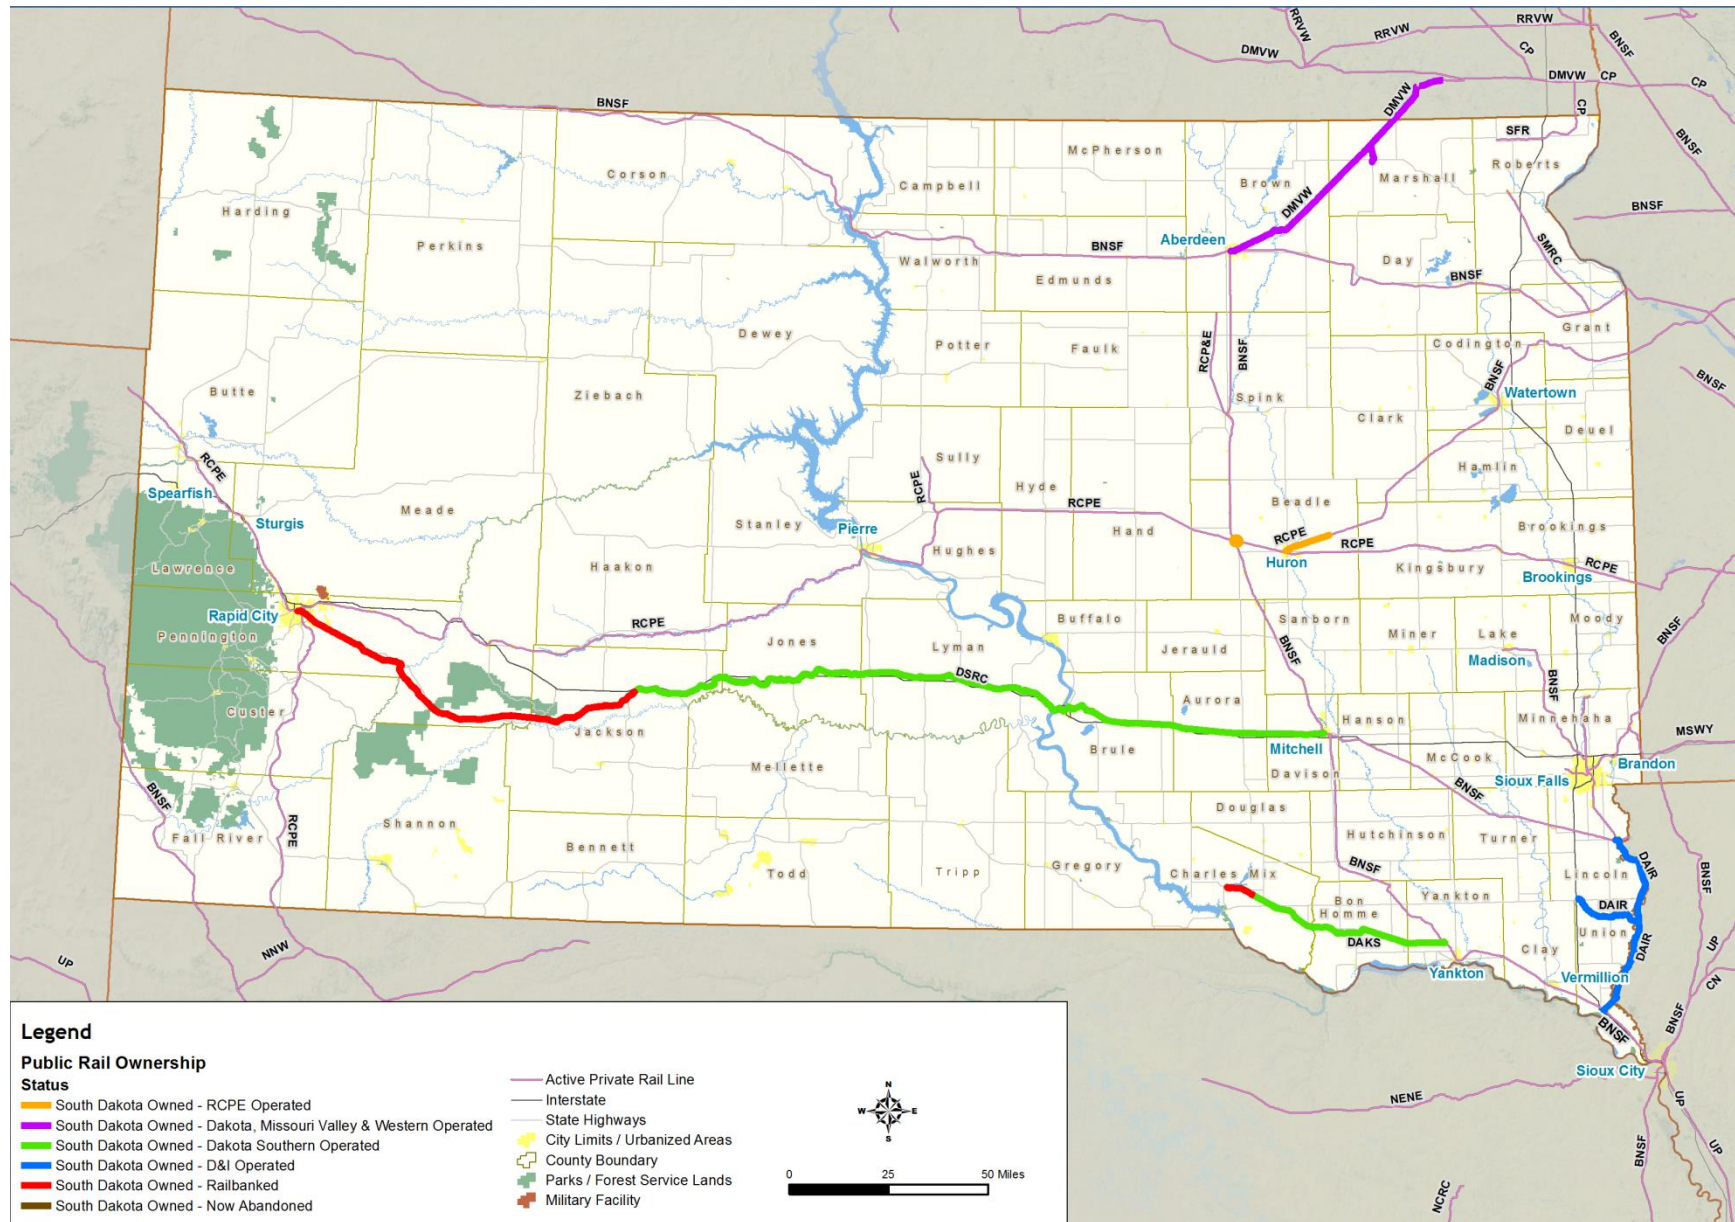 RRVW
RRVW
BNSF
DMVW
CP
DMVW
CP
CP
BNSF
DMVW
CP
SFR
BNSF
McPherson
Roberts
Corson
Campbell
Brown
Marshall
Harding
DMVW
BNSF
Perkins
Aberdeen
BNSF
SMRC
Walworth
Day
Edmunds
BNSF
Dewey
Grant
Potter
Faulk
RCP&E
BNSF
Codington
Butte
Ziebach
Spink
BNSF
Watertown
BNSF
Clark
Deuel
RCPE
Sully
Hamlin
Spearfish
Sturgis
Meade
RCPE
Hyde
RCPE
Beadle
Stanley
Pierre
Hand
Brookings
Hughes
RCPE
RCPE
Lawrence
Haakon
Huron
Kingsbury
Brookings
RCPE
Rapid City
Pennington
RCPE
Jones
Buffalo
Sanborn
Miner
Lake
Moody
BNSF
Lyman
Jerauld
BNSF
Madison
DSRC
BNSF
Custer
Aurora
Hanson
Minnehaha
Jackson
MSWY
Brule
Mitchell
McCook
Brandon
Mellette
Davison
Sioux Falls
BNSF
BNSF
Douglas
Shannon
RCPE
Hutchinson
Turner
Fall River
Bennett
Todd
Tripp
Gregory
Charles Mix
BNSF
DAIR
BNSF
Lincoln
Bon
Homme
Yankton
DAIR
Union
DAKS
Clay
DAIR
UP
NNW
UP
Yankton
Vermillion
CN
BNSF
BNSF
Sioux City
NENE
UP
UP
BNSF
NCRC
Legend
Public Rail Ownership
Status
South Dakota Owned - RCPE Operated
South Dakota Owned - Dakota, Missouri Valley & Western Operated
South Dakota Owned - Dakota Southern Operated
South Dakota Owned - D&I Operated
South Dakota Owned - Railbanked
South Dakota Owned - Now Abandoned
Active Private Rail Line
Interstate
State Highways
City Limits / Urbanized Areas
County Boundary
Parks / Forest Service Lands
Military Facility
N
W E
S
0 25 50 Miles